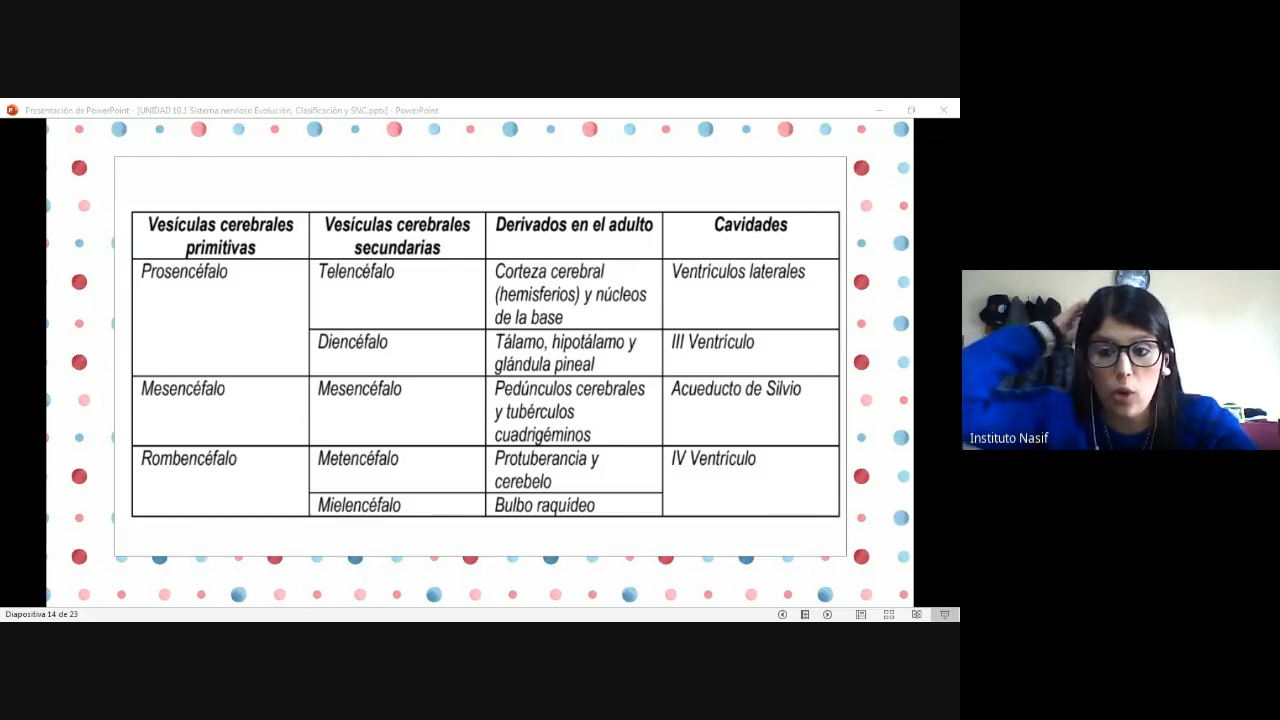 Presentación de PowerPoint - [UNIDAD 19.1 Sistema nervioso Evolución, Clasificación y SNC.pptx] - PowerPoint
Vesículas cerebrales primitivas
Vesículas cerebrales secundarias
Derivados en el adulto
Cavidades
Prosencéfalo
Telencéfalo
Corteza cerebral
(hemisferios) y núcleos
de la base
Ventrículos laterales
Diencéfalo
Tálamo, hipotálamo y
glándula pineal
III Ventrículo
Mesencéfalo
Mesencéfalo
Pedúnculos cerebrales
y tubérculos
cuadrigéminos
Acueducto de Silvio
Rombencéfalo
Metencéfalo
Protuberancia y
cerebelo
IV Ventrículo
Mielencéfalo
Bulbo raquídeo
Instituto Nasif
Diapositiva 14 de 23